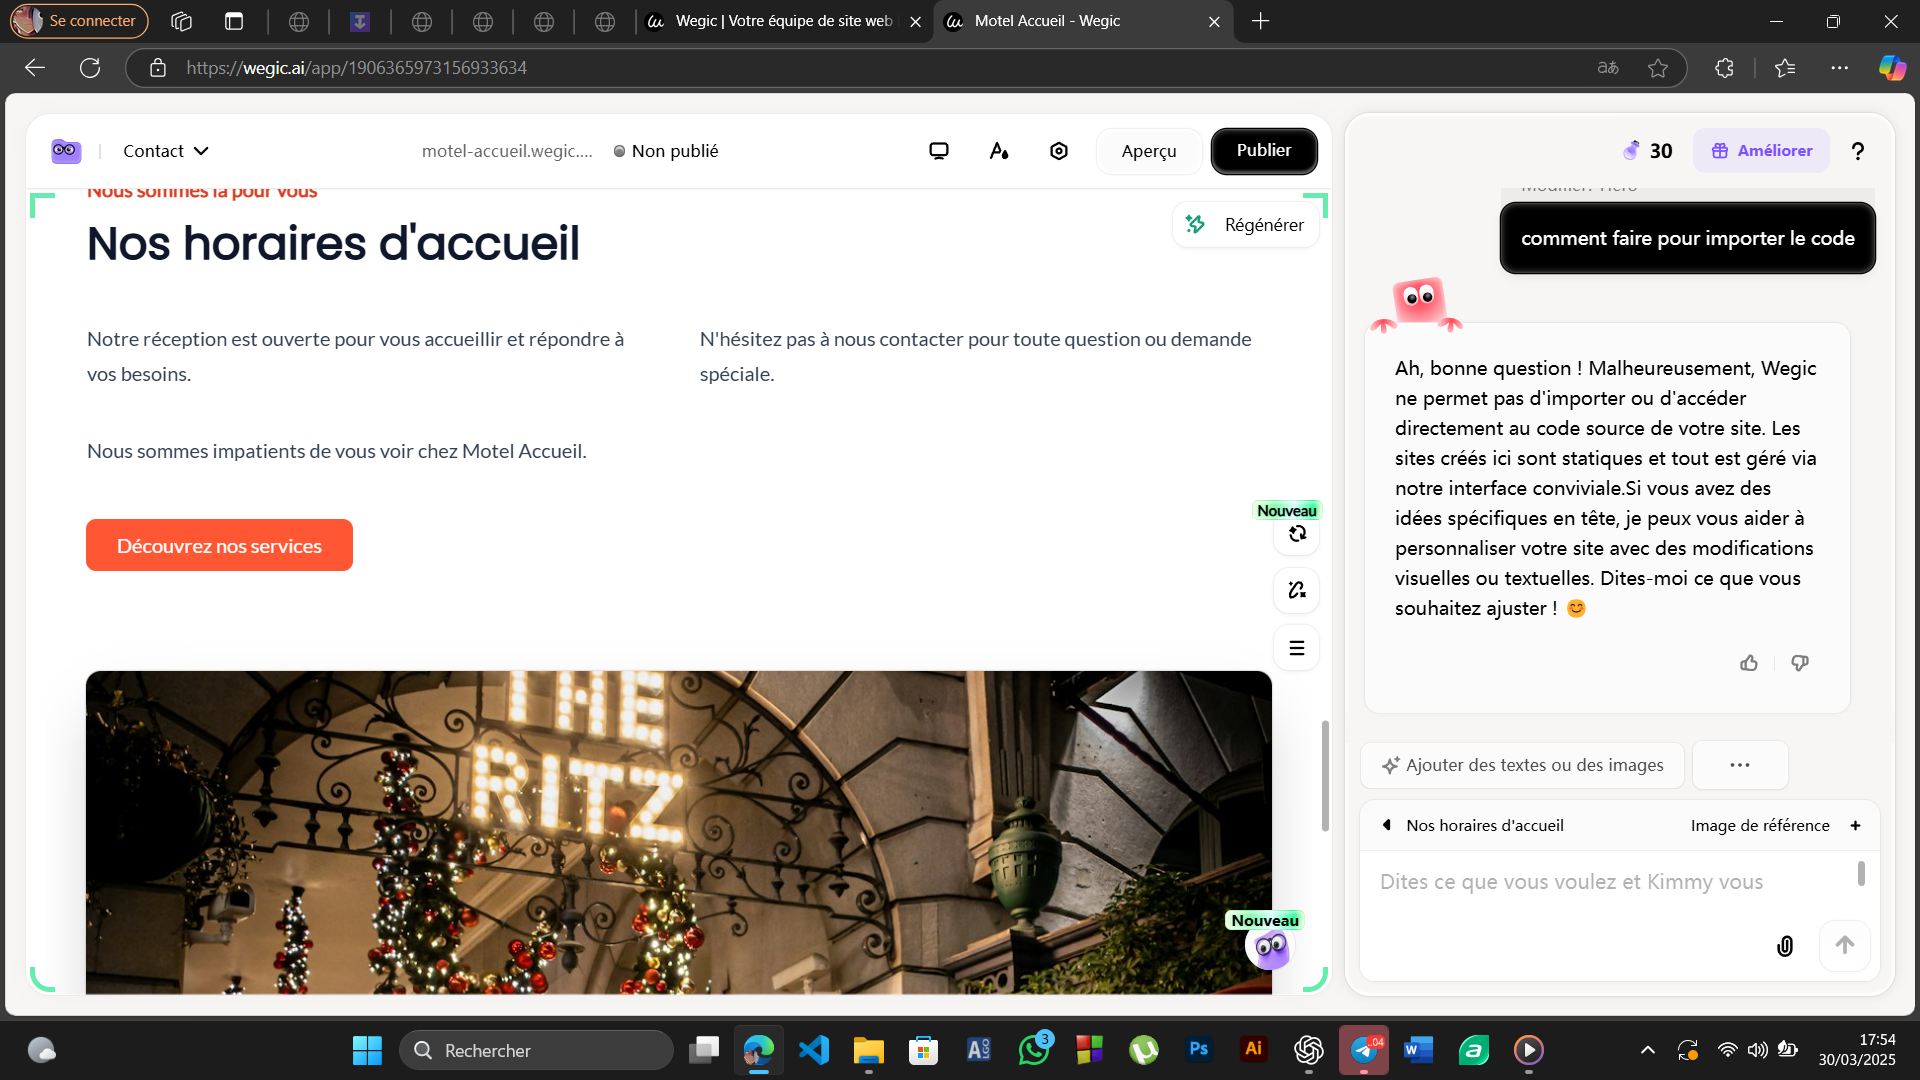 Se connecter
Wegic | Votre équipe de site web
Motel Accueil - Wegic
https://wegic.ai/app/1906365973156933634
Contact
motel-accueil.wegic....
Non publié
Aperçu
Publier
Nous sommes là pour vous
Régénérer
Nos horaires d'accueil
Notre réception est ouverte pour vous accueillir et répondre à
vos besoins.
N'hésitez pas à nous contacter pour toute question ou demande
spéciale.
Nous sommes impatients de vous voir chez Motel Accueil.
Nouveau
Découvrez nos services
THE
RITZ
Nouveau
30
Améliorer
?
Modifier: Hero
comment faire pour importer le code
Ah, bonne question ! Malheureusement, Wegic
ne permet pas d'importer ou d'accéder
directement au code source de votre site. Les
sites créés ici sont statiques et tout est géré via
notre interface conviviale.Si vous avez des
idées spécifiques en tête, je peux vous aider à
personnaliser votre site avec des modifications
visuelles ou textuelles. Dites-moi ce que vous
souhaitez ajuster ! 😊
Ajouter des textes ou des images
...
Nos horaires d'accueil
Image de référence +
Dites ce que vous voulez et Kimmy vous
Rechercher
3
Ps
Ai
04
17:54
30/03/2025